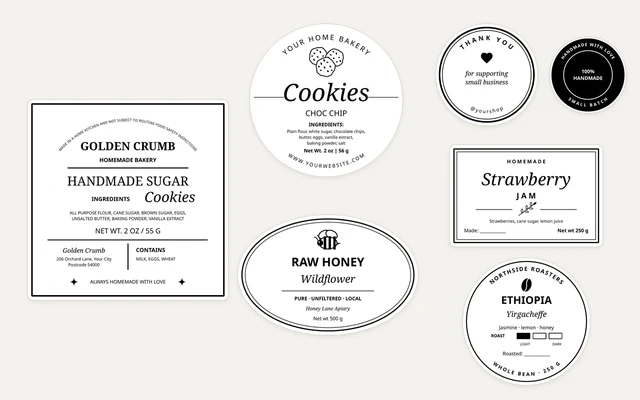 MADE IN A HOME KITCHEN AND NOT SUBJECT TO ROUTINE FOOD SAFETY INSPECTIONS
GOLDEN CRUMB
HOMEMADE BAKERY
HANDMADE SUGAR
INGREDIENTS Cookies
ALL PURPOSE FLOUR, CANE SUGAR, BROWN SUGAR, EGGS,
UNSALTED BUTTER, BAKING POWDER, VANILLA EXTRACT
NET WT. 2 OZ / 55 G
Golden Crumb
206 Orchard Lane, Your City
Postcode 54000
CONTAINS
MILK, EGGS, WHEAT
ALWAYS HOMEMADE WITH LOVE
YOUR HOME BAKERY
Cookies
CHOC CHIP
INGREDIENTS:
Plain flour, white sugar, chocolate chips,
butter, eggs, vanilla extract,
baking powder, salt
Net Wt. 2 oz | 56 g
WWW.YOURWEBSITE.COM
RAW HONEY
Wildflower
PURE · UNFILTERED · LOCAL
Honey Lane Apiary
Net wt 500 g
THANK YOU
for supporting
small business
@yourshop
HANDMADE WITH LOVE
100%
HANDMADE
SMALL BATCH
HOMEMADE
Strawberry
JAM
Strawberries, cane sugar, lemon juice
Made: __________ Net wt 250 g
NORTHSIDE ROASTERS
ETHIOPIA
Yirgacheffe
Jasmine · lemon · honey
ROAST
LIGHT DARK
Roasted: __________
WHOLE BEAN · 250 G